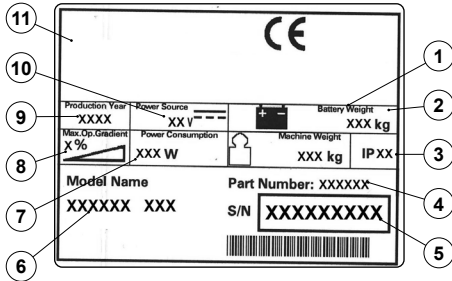 11
CE
10
1
Production Year
Power Source
Battery Weight
2
9
XXXX
XX V
XXX kg
Max.Op.Gradient
Power Consumption
Machine Weight
X%
XXX W
XXX kg
IPXX
3
8
Model Name
Part Number: XXXXXX
7
4
XXXXXX XXX
S/N
XXXXXXXXX
6
5